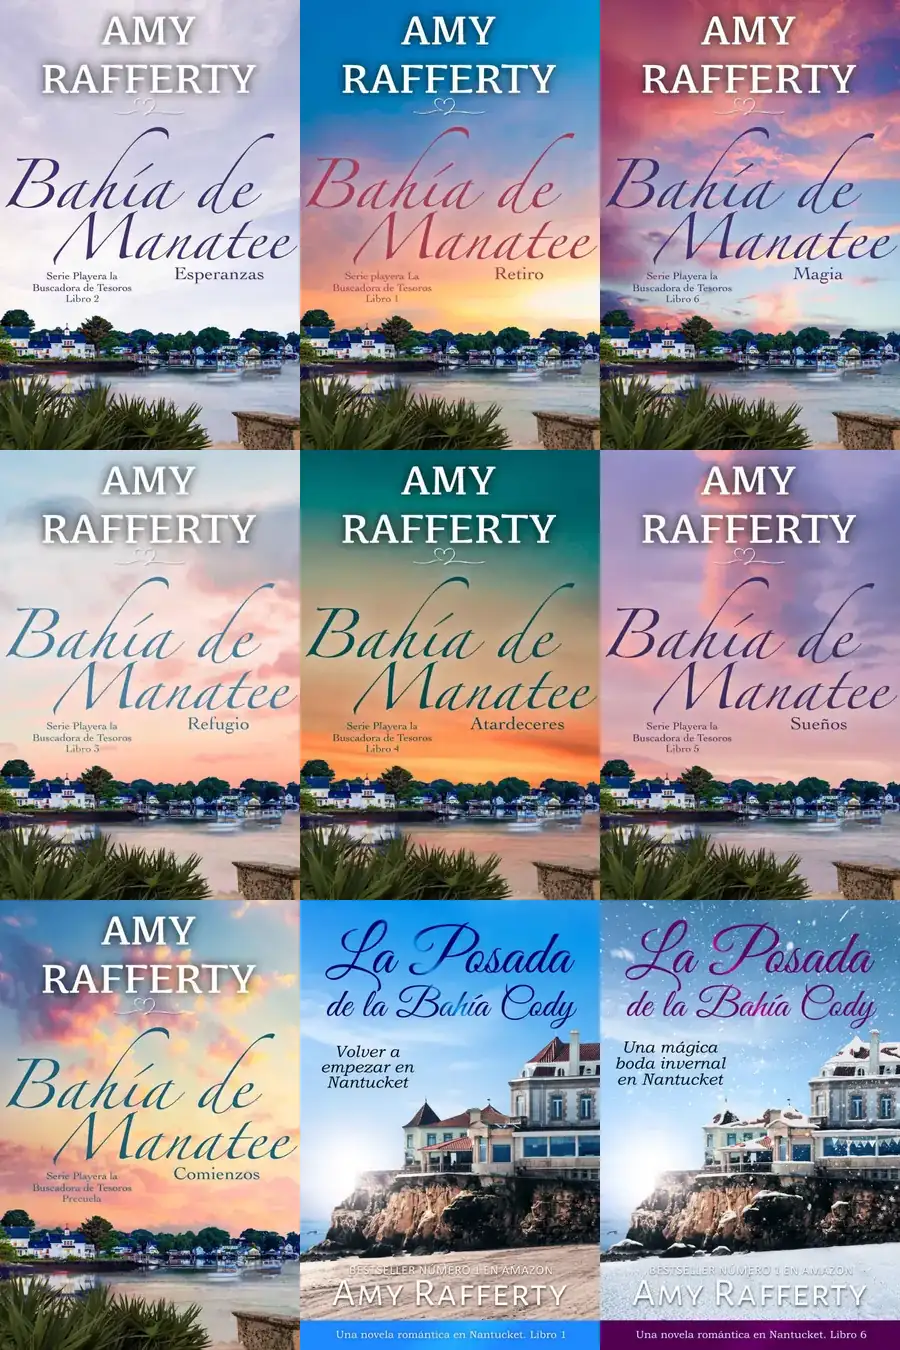 AMY
RAFFERTY
Bahía de
Manatee
Esperanzas
Serie Playera la
Buscadora de Tesoros
Libro 2
AMY
RAFFERTY
Bahía de
Manatee
Retiro
Serie playera La
Buscadora de Tesoros
Libro 1
AMY
RAFFERTY
Bahía de
Manatee
Magia
Serie Playera la
Buscadora de Tesoros
Libro 6
AMY
RAFFERTY
Bahía de
Manatee
Refugio
Serie Playera la
Buscadora de Tesoros
Libro 3
AMY
RAFFERTY
Bahía de
Manatee
Atardeceres
Serie Playera la
Buscadora de Tesoros
Libro 4
AMY
RAFFERTY
Bahía de
Manatee
Sueños
Serie Playera la
Buscadora de Tesoros
Libro 5
AMY
RAFFERTY
Bahía de
Manatee
Comienzos
Serie Playera la
Buscadora de Tesoros
Precuela
La Posada
de la Bahía Cody
Volver a
empezar en
Nantucket
BESTSELLER NÚMERO 1 EN AMAZON
AMY RAFFERTY
Una novela romántica en Nantucket. Libro 1
La Posada
de la Bahía Cody
Una mágica
boda invernal
en Nantucket
BESTSELLER NÚMERO 1 EN AMAZON
AMY RAFFERTY
Una novela romántica en Nantucket. Libro 6